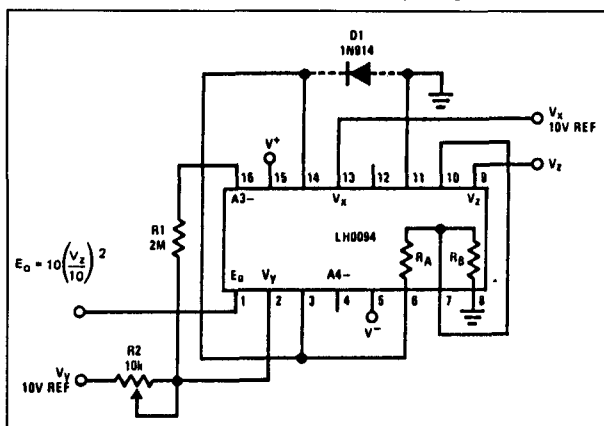 D1
1N914
Vx
10V REF
V+
Vz
16 15 14 13 12 11 10 9
A3− Vx Vz
R1
2M
LH0094
RA RB
Eo = 10(Vz/10)²
Eo Vy A4−
1 2 3 4 5 6 7 8
V−
R2
10k
Vy
10V REF